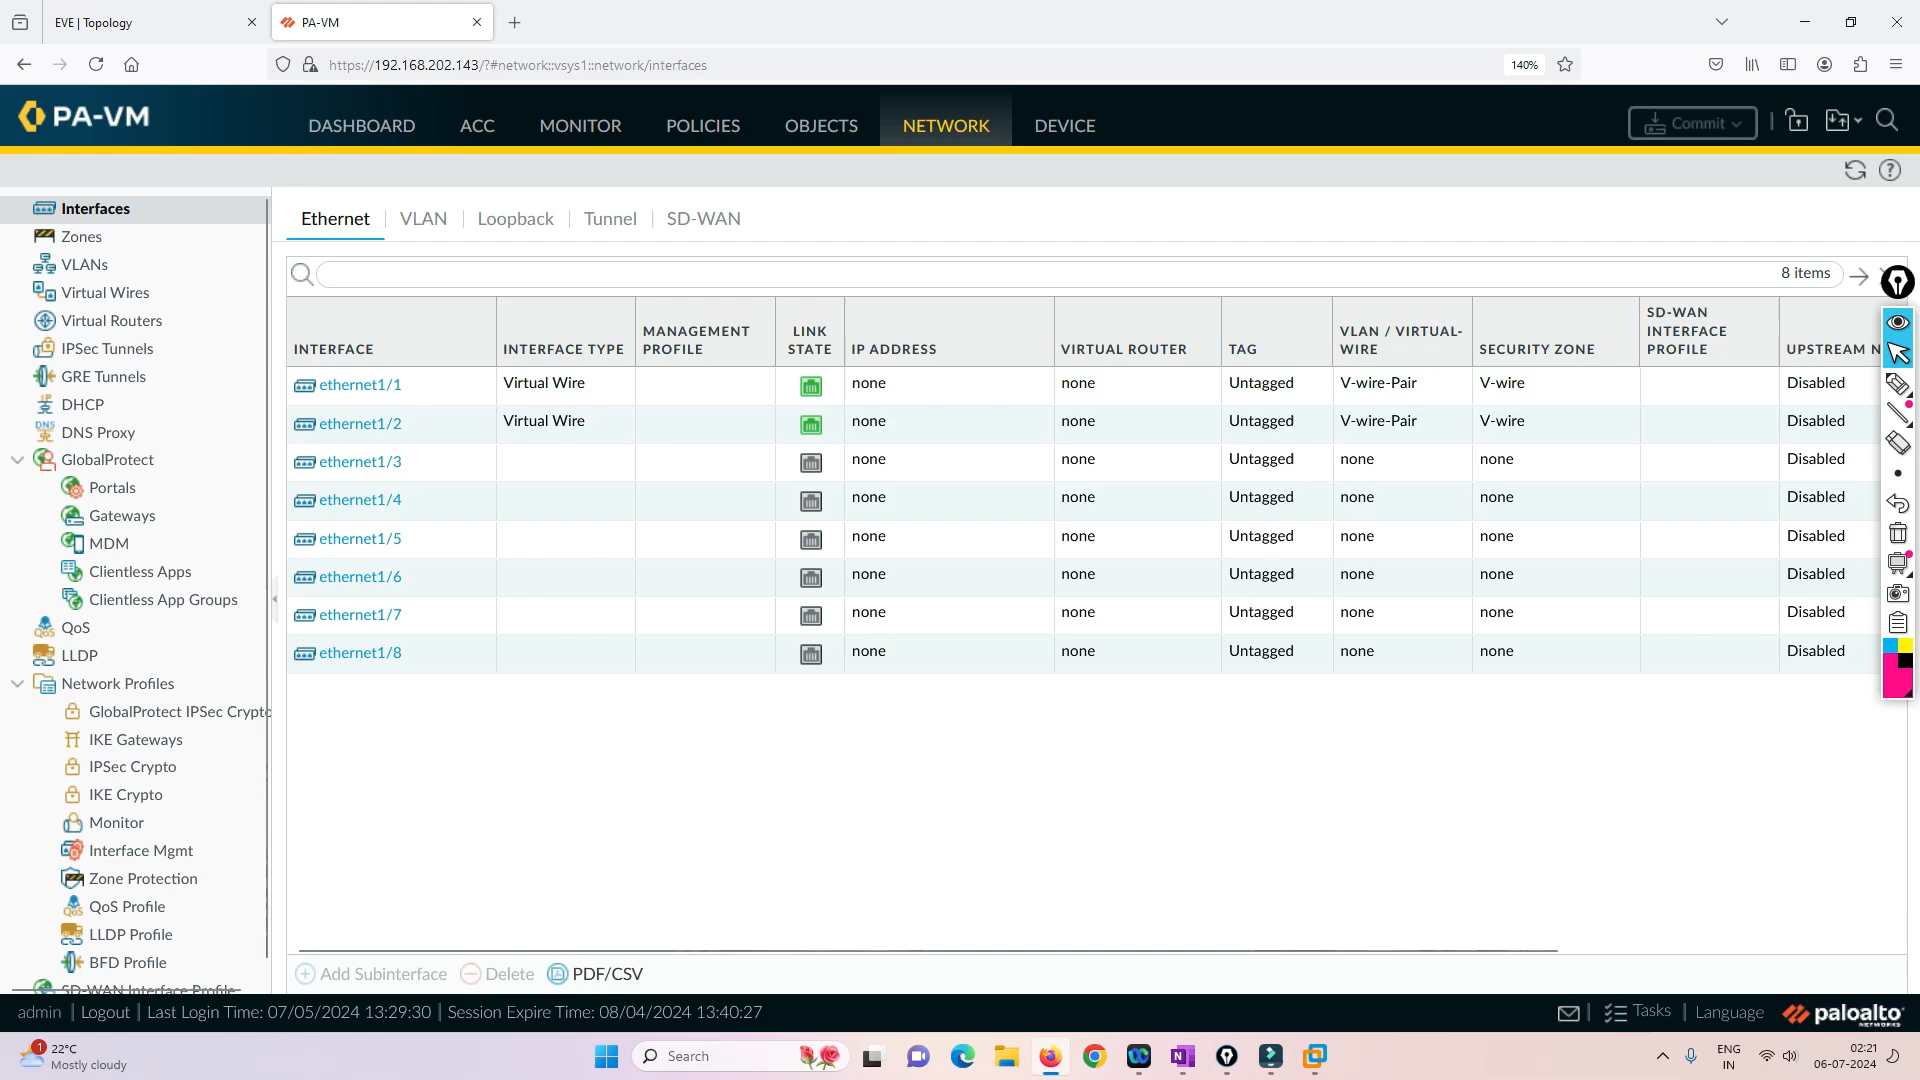 EVE | Topology
PA-VM
https://192.168.202.143/?#network::vsys1::network/interfaces
140%
PA-VM
DASHBOARD ACC MONITOR POLICIES OBJECTS NETWORK DEVICE
Commit
Interfaces
Zones
VLANs
Virtual Wires
Virtual Routers
IPSec Tunnels
GRE Tunnels
DHCP
DNS Proxy
GlobalProtect
Portals
Gateways
MDM
Clientless Apps
Clientless App Groups
QoS
LLDP
Network Profiles
GlobalProtect IPSec Crypto
IKE Gateways
IPSec Crypto
IKE Crypto
Monitor
Interface Mgmt
Zone Protection
QoS Profile
LLDP Profile
BFD Profile
SD-WAN Interface Profile
Ethernet VLAN Loopback Tunnel SD-WAN
8 items
INTERFACE INTERFACE TYPE MANAGEMENT PROFILE LINK STATE IP ADDRESS VIRTUAL ROUTER TAG VLAN / VIRTUAL-WIRE SECURITY ZONE SD-WAN INTERFACE PROFILE UPSTREAM N
ethernet1/1 Virtual Wire none none Untagged V-wire-Pair V-wire Disabled
ethernet1/2 Virtual Wire none none Untagged V-wire-Pair V-wire Disabled
ethernet1/3 none none Untagged none none Disabled
ethernet1/4 none none Untagged none none Disabled
ethernet1/5 none none Untagged none none Disabled
ethernet1/6 none none Untagged none none Disabled
ethernet1/7 none none Untagged none none Disabled
ethernet1/8 none none Untagged none none Disabled
Add Subinterface Delete PDF/CSV
admin | Logout | Last Login Time: 07/05/2024 13:29:30 | Session Expire Time: 08/04/2024 13:40:27
Tasks | Language paloalto NETWORKS
1
22°C
Mostly cloudy
Search
ENG
IN
02:21
06-07-2024